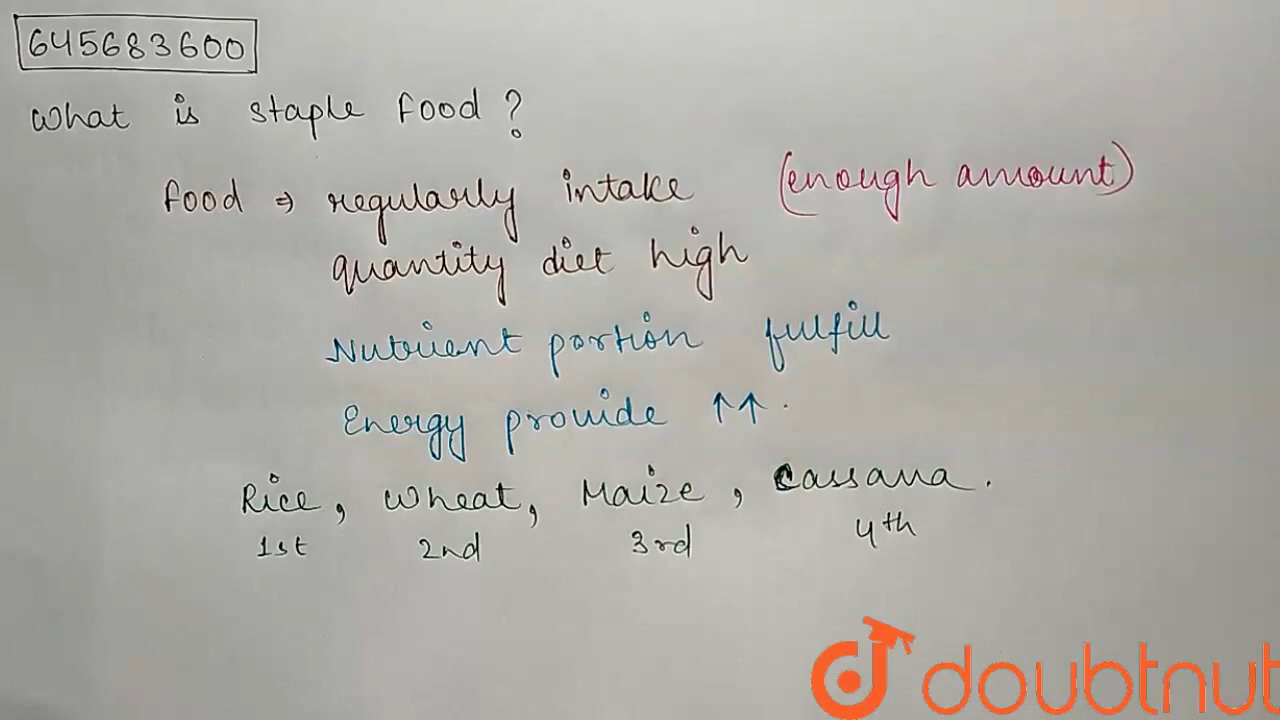 645683600
What is staple food ?
food ⇒ regularly intake (enough amount)
quantity diet high
Nutrient portion fulfill
Energy provide ↑↑.
Rice, Wheat, Maize, Cassava.
1st 2nd 3rd 4th
doubtnut